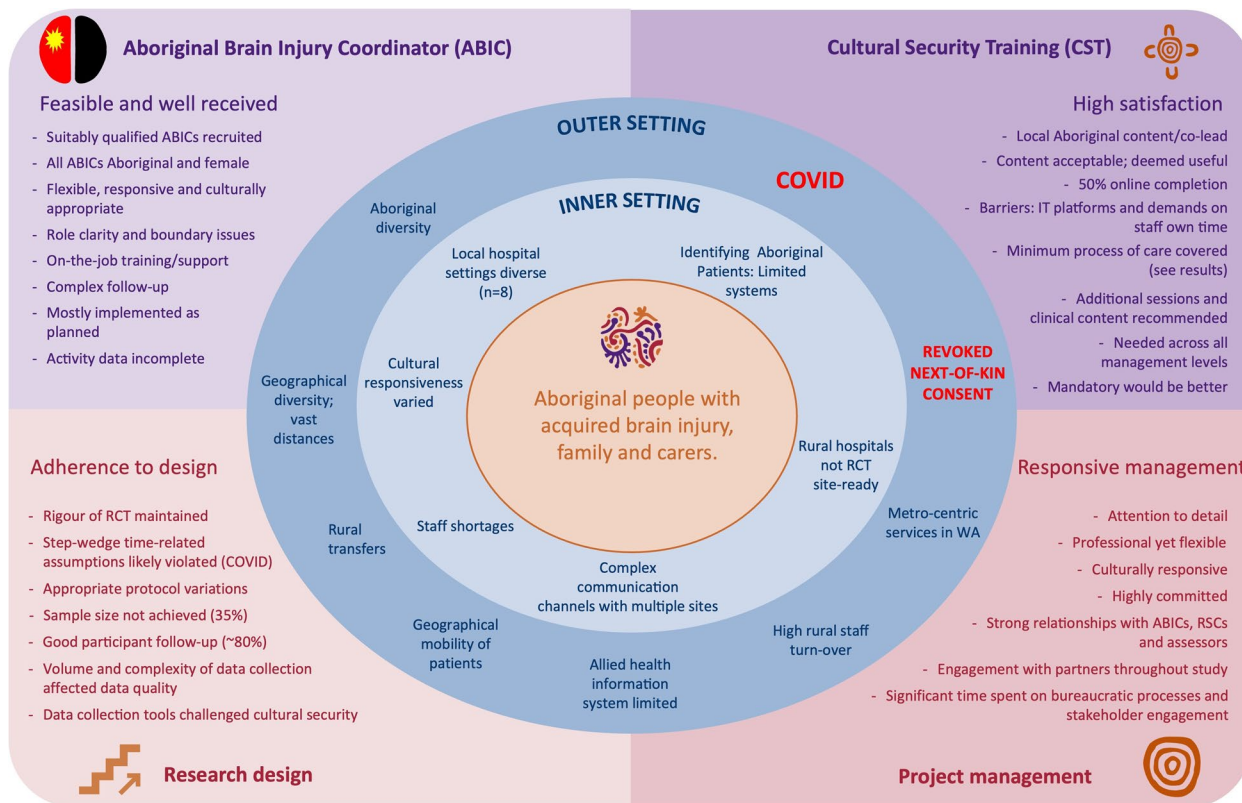 Aboriginal Brain Injury Coordinator (ABIC)
Feasible and well received
- Suitably qualified ABICs recruited
- All ABICs Aboriginal and female
- Flexible, responsive and culturally
appropriate
- Role clarity and boundary issues
- On-the-job training/support
- Complex follow-up
- Mostly implemented as
planned
- Activity data incomplete
Cultural Security Training (CST)
High satisfaction
- Local Aboriginal content/co-lead
- Content acceptable; deemed useful
- 50% online completion
- Barriers: IT platforms and demands on
staff own time
- Minimum process of care covered
(see results)
- Additional sessions and
clinical content recommended
- Needed across all
management levels
- Mandatory would be better
OUTER SETTING
COVID
Aboriginal
diversity
REVOKED
NEXT-OF-KIN
CONSENT
Geographical
diversity;
vast
distances
Rural
transfers
Metro-centric
services in WA
Geographical
mobility of
patients
Allied health
information
system limited
High rural staff
turn-over
INNER SETTING
Local hospital
settings diverse
(n=8)
Identifying Aboriginal
Patients: Limited
systems
Cultural
responsiveness
varied
Rural hospitals
not RCT
site-ready
Staff shortages
Complex
communication
channels with multiple sites
Aboriginal people with
acquired brain injury,
family and carers.
Adherence to design
- Rigour of RCT maintained
- Step-wedge time-related
assumptions likely violated (COVID)
- Appropriate protocol variations
- Sample size not achieved (35%)
- Good participant follow-up (~80%)
- Volume and complexity of data collection
affected data quality
- Data collection tools challenged cultural security
Research design
Responsive management
- Attention to detail
- Professional yet flexible
- Culturally responsive
- Highly committed
- Strong relationships with ABICs, RSCs
and assessors
- Engagement with partners throughout study
- Significant time spent on bureaucratic processes and
stakeholder engagement
Project management